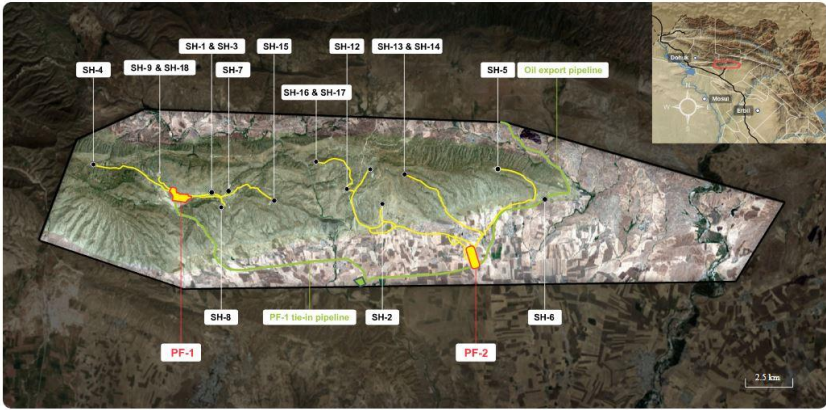 SH-1 & SH-3
SH-4
SH-9 & SH-18
SH-7
SH-15
SH-12
SH-13 & SH-14
SH-16 & SH-17
SH-5
Oil export pipeline
Dohuk
Mosul
Erbil
N
W
E
S
SH-8
PF-1 tie-in pipeline
SH-2
SH-6
PF-1
PF-2
2.5 km